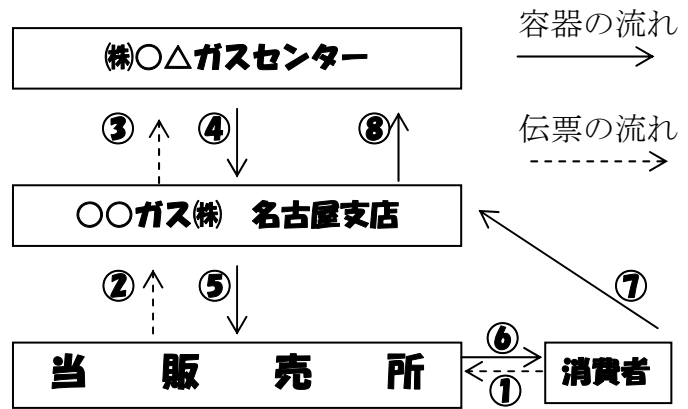 容器の流れ
㈱○△ガスセンター
伝票の流れ
③ ④ ⑧
○○ガス㈱ 名古屋支店
② ⑤ ⑦
⑥
当販売所 消費者
①